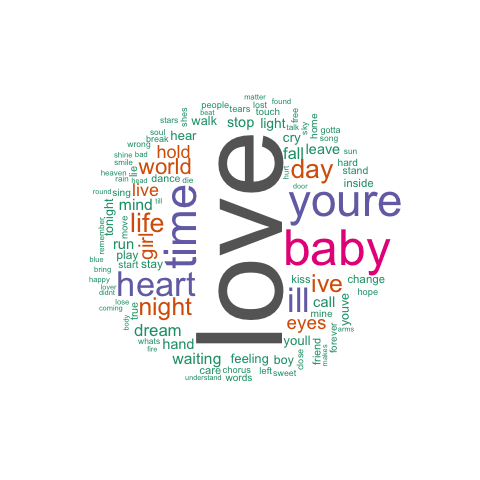 matter
people
lost
found
tears
stars
beat
touch
free
shes
walk
stop
light
talk
sky
home
soul
gotta
break
hear
cry
song
wrong
hold
fall
leave
sun
shine
bad
lie
world
day
hard
smile
hurt
stand
heaven
dance
die
rain
head
door
inside
round
sing
live
till
love
time
youre
tonight
mind
remember
move
life
girl
run
baby
play
blue
start
stay
bring
heart
kiss
ive
change
happy
ill
hope
lover
didnt
lose
true
night
call
youve
coming
mine
body
eyes
forever
arms
dream
whats
hand
youll
friend
fire
waiting
feeling
boy
close
makes
care
chorus
left
sweet
understand
words